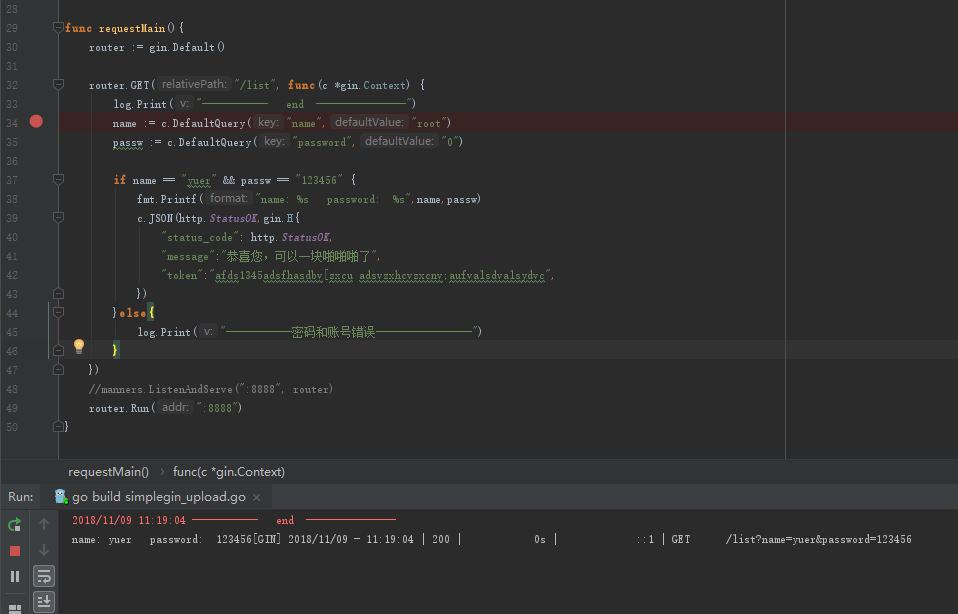 28
29 func requestMain() {
30 router := gin.Default()
31
32 router.GET( relativePath: "/list", func(c *gin.Context) {
33 log.Print( v: "——————————— end ———————————————")
34 name := c.DefaultQuery( key: "name", defaultValue: "root")
35 passw := c.DefaultQuery( key: "password", defaultValue: "0")
36
37 if name == "yuer" && passw == "123456" {
38 fmt.Printf( format: "name: %s   password:  %s",name,passw)
39 c.JSON(http.StatusOK,gin.H{
40 "status_code": http.StatusOK,
41 "message":"恭喜您，可以一块啪啪啪了",
42 "token":"afds1345adsfhasdbv[zxcu adsvzxhcvzxcnv;aufvalsdvalsydvc",
43 })
44 }else{
45 log.Print( v: "———————————密码和账号错误————————————————")
46 }
47 })
48 //manners.ListenAndServe(":8888", router)
49 router.Run( addr: ":8888")
50 }
requestMain() › func(c *gin.Context)
Run: go build simplegin_upload.go ×
2018/11/09 11:19:04 ——————————— end ———————————————
name: yuer   password:  123456[GIN] 2018/11/09 - 11:19:04 | 200 |            0s |             ::1 | GET      /list?name=yuer&password=123456